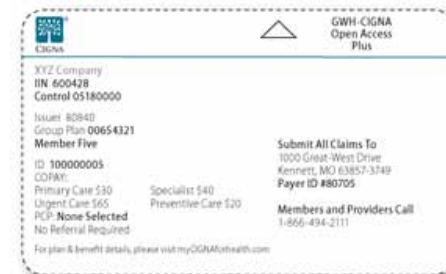 CIGNA
GWH-CIGNA
Open Access
Plus
XYZ Company
IIN 600428
Control 05180000
Issuer 80840
Group Plan 00654321
Member Five
ID 100000005
COPAY:
Primary Care $30 Specialist $40
Urgent Care $65 Preventive Care $20
PCP: None Selected
No Referral Required
Submit All Claims To
1000 Great-West Drive
Kennett, MO 63857-3749
Payer ID #80705
Members and Providers Call
1-866-494-2111
For plan & benefit details, please visit myCIGNAforhealth.com